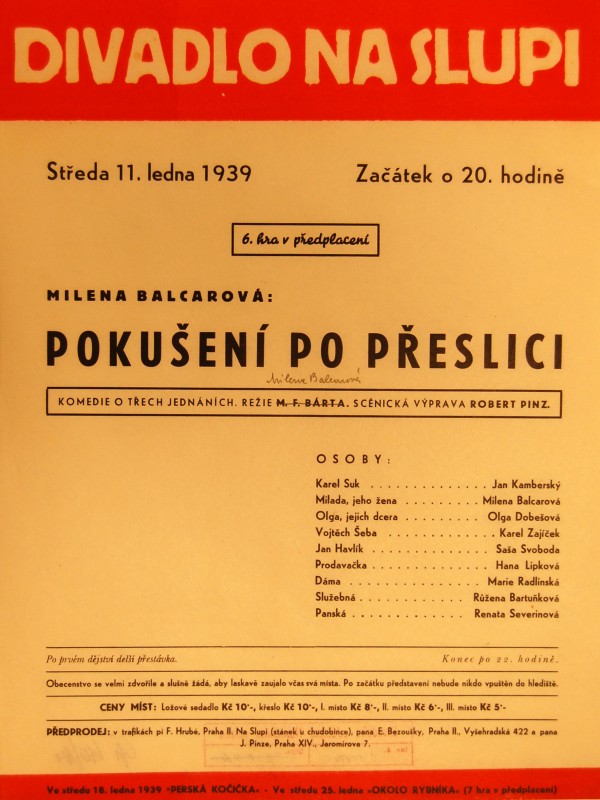 DIVADLO NA SLUPI
Středa 11. ledna 1939 Začátek o 20. hodině
6. hra v předplacení
MILENA BALCAROVÁ:
POKUŠENÍ PO PŘESLICI
Milena Balcarová
KOMEDIE O TŘECH JEDNÁNÍCH. REŽIE M. F. BÁRTA. SCÉNICKÁ VÝPRAVA ROBERT PINZ.
OSOBY:
Karel Suk . . . . . . . . . . . . . . Jan Kamberský
Milada, jeho žena . . . . . . . . . Milena Balcarová
Olga, jejich dcera . . . . . . . . . Olga Dobešová
Vojtěch Šeba . . . . . . . . . . . . Karel Zajíček
Jan Havlík . . . . . . . . . . . . . Saša Svoboda
Prodavačka . . . . . . . . . . . . . Hana Lipková
Dáma . . . . . . . . . . . . . . Marie Radlinská
Služebná . . . . . . . . . . . . Růžena Bartuňková
Panská . . . . . . . . . . . . . Renata Severinová
Po prvém dějství delší přestávka. Konec po 22. hodině.
Obecenstvo se velmi zdvořile a slušně žádá, aby laskavě zaujalo včas svá místa. Po začátku představení nebude nikdo vpuštěn do hlediště.
CENY MÍST: Ložové sedadlo Kč 10'-, křeslo Kč 10'-, I. místo Kč 8'-, II. místo Kč 6'-, III. místo Kč 5'-
PŘEDPRODEJ: v trafikách pí F. Hrubé, Praha II. Na Slupi (stánek u chudobince), pana E. Bezoušky, Praha II., Vyšehradská 422 a pana
J. Pinze, Praha XIV., Jaromírova 7.
Ve středu 18. ledna 1939 "PERSKÁ KOČIČKA" - Ve středu 25. ledna "OKOLO RYBNÍKA" (7 hra v předplacení)